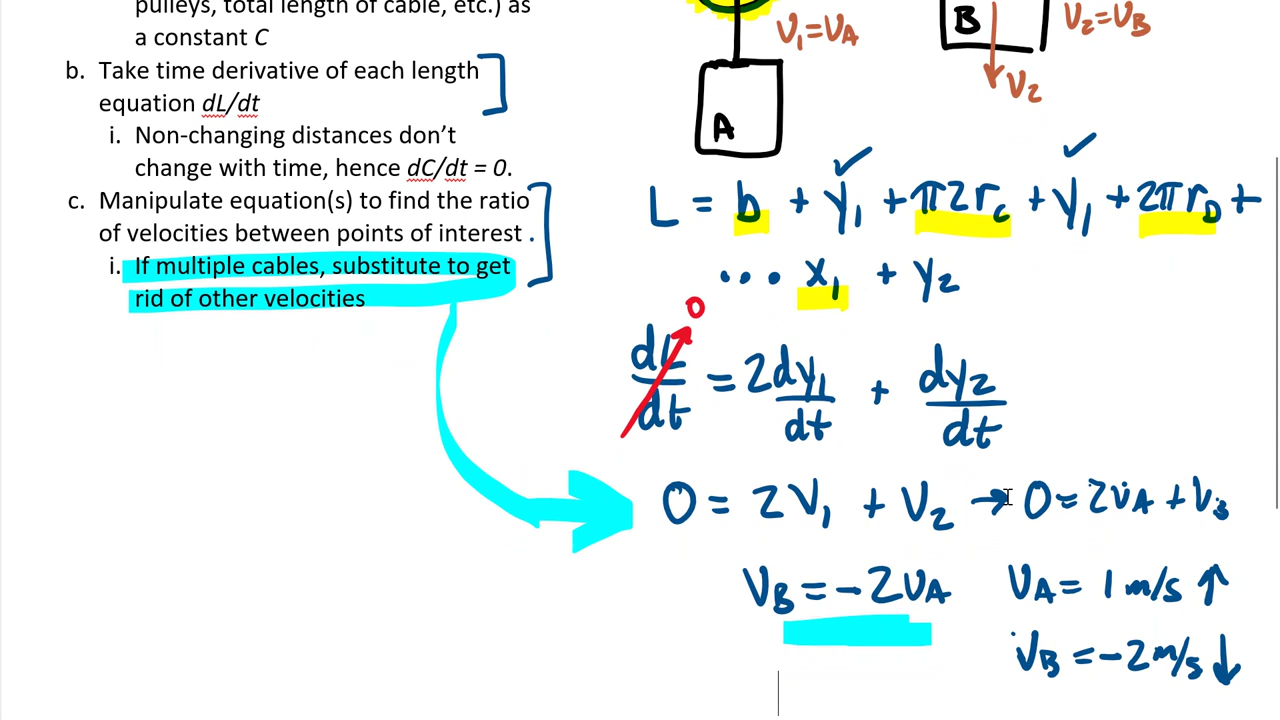 pulleys, total length of cable, etc.) as
a constant C
b. Take time derivative of each length
equation dL/dt
i. Non-changing distances don’t
change with time, hence dC/dt = 0.
c. Manipulate equation(s) to find the ratio
of velocities between points of interest .
i. If multiple cables, substitute to get
rid of other velocities
V₁=VA
B
V₂=VB
V₂
A
L = b + y₁ + π2rC + y₁ + 2πrD +
... x₁ + y₂
0
dL/dt = 2dy₁/dt + dy₂/dt
0 = 2V₁ + V₂ → 0 = 2VA + VB
VB = -2VA
VA = 1 m/s ↑
VB = -2 m/s ↓